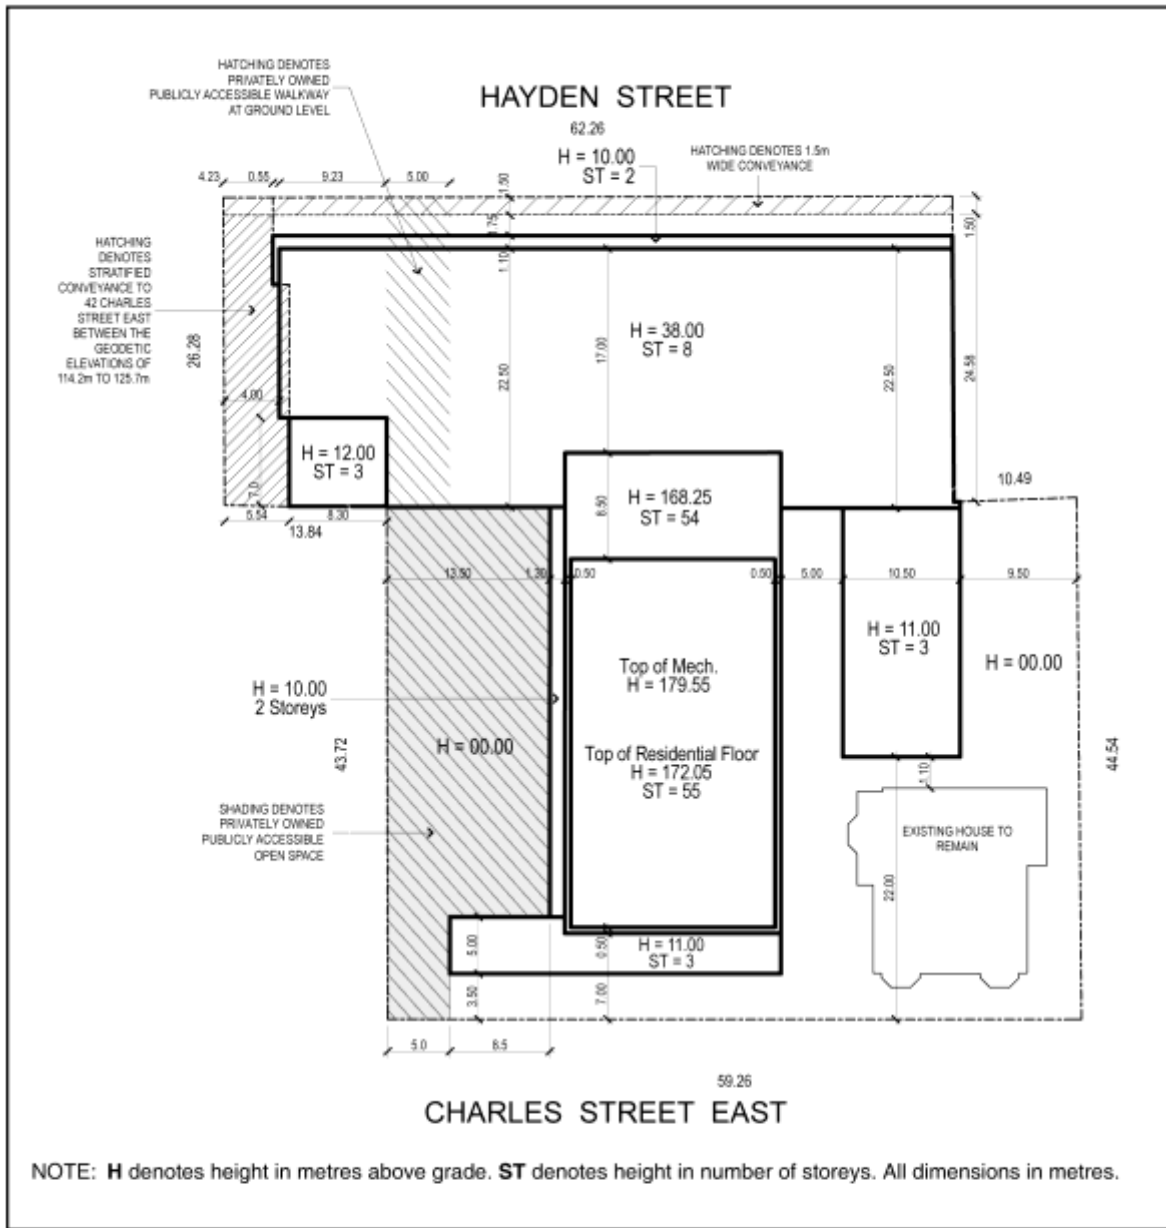 HATCHING DENOTES
PRIVATELY OWNED
PUBLICLY ACCESSIBLE WALKWAY
AT GROUND LEVEL
HAYDEN STREET
62.26
H = 10.00
ST = 2
HATCHING DENOTES 1.5m
WIDE CONVEYANCE
4.23
0.55
9.23
5.00
1.50
1.75
1.10
1.50
HATCHING
DENOTES
STRATIFIED
CONVEYANCE TO
42 CHARLES
STREET EAST
BETWEEN THE
GEODETIC
ELEVATIONS OF
114.2m TO 125.7m
26.28
4.00
22.50
17.00
H = 38.00
ST = 8
22.50
24.58
H = 12.00
ST = 3
7.0
5.54
8.30
13.84
H = 168.25
ST = 54
8.50
10.49
13.50
1.20
0.50
0.50
5.00
10.50
9.50
H = 11.00
ST = 3
H = 00.00
Top of Mech.
H = 179.55
H = 10.00
2 Storeys
43.72
H = 00.00
Top of Residential Floor
H = 172.05
ST = 55
44.54
1.10
SHADING DENOTES
PRIVATELY OWNED
PUBLICLY ACCESSIBLE
OPEN SPACE
EXISTING HOUSE TO
REMAIN
22.00
5.00
0.50
H = 11.00
ST = 3
3.50
7.00
5.0
8.5
59.26
CHARLES STREET EAST
NOTE: H denotes height in metres above grade. ST denotes height in number of storeys. All dimensions in metres.